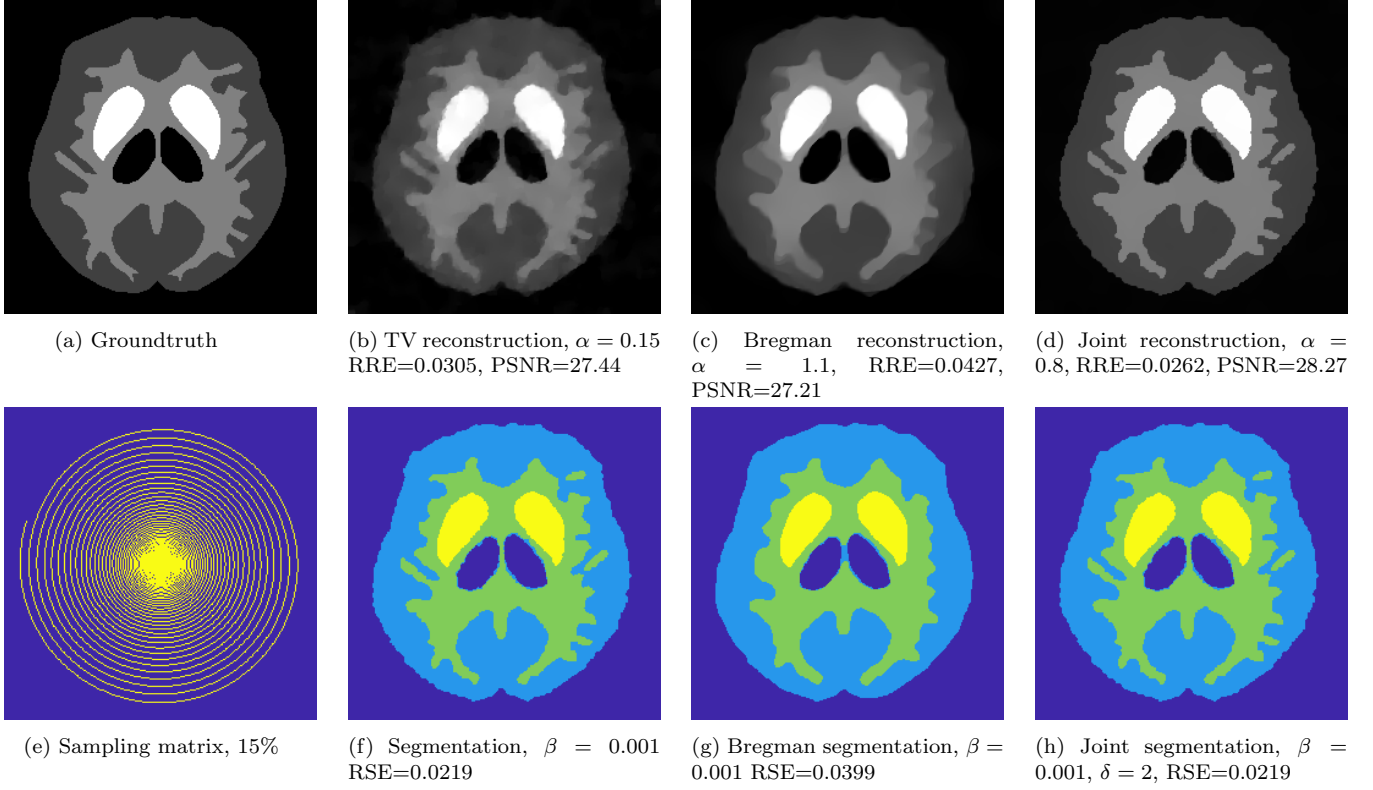 (a) Groundtruth
(b) TV reconstruction, α = 0.15
RRE=0.0305, PSNR=27.44
(c) Bregman reconstruction,
α = 1.1, RRE=0.0427,
PSNR=27.21
(d) Joint reconstruction, α =
0.8, RRE=0.0262, PSNR=28.27
(e) Sampling matrix, 15%
(f) Segmentation, β = 0.001
RSE=0.0219
(g) Bregman segmentation, β =
0.001 RSE=0.0399
(h) Joint segmentation, β =
0.001, δ = 2, RSE=0.0219